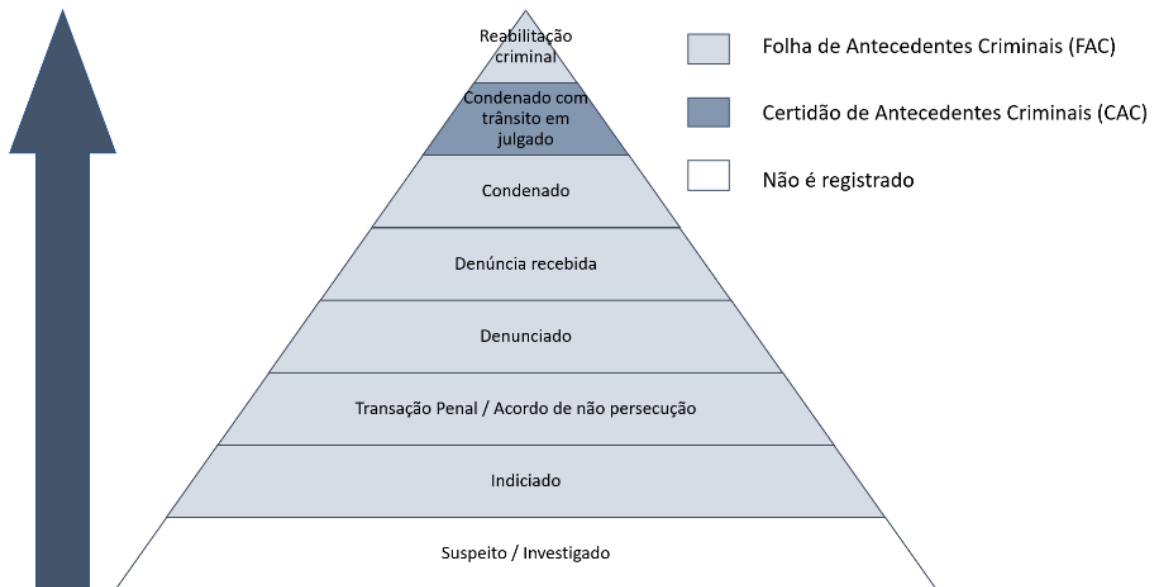 Reabilitação
criminal
Condenado com
trânsito em
julgado
Condenado
Denúncia recebida
Denunciado
Transação Penal / Acordo de não persecução
Indiciado
Suspeito / Investigado
Folha de Antecedentes Criminais (FAC)
Certidão de Antecedentes Criminais (CAC)
Não é registrado